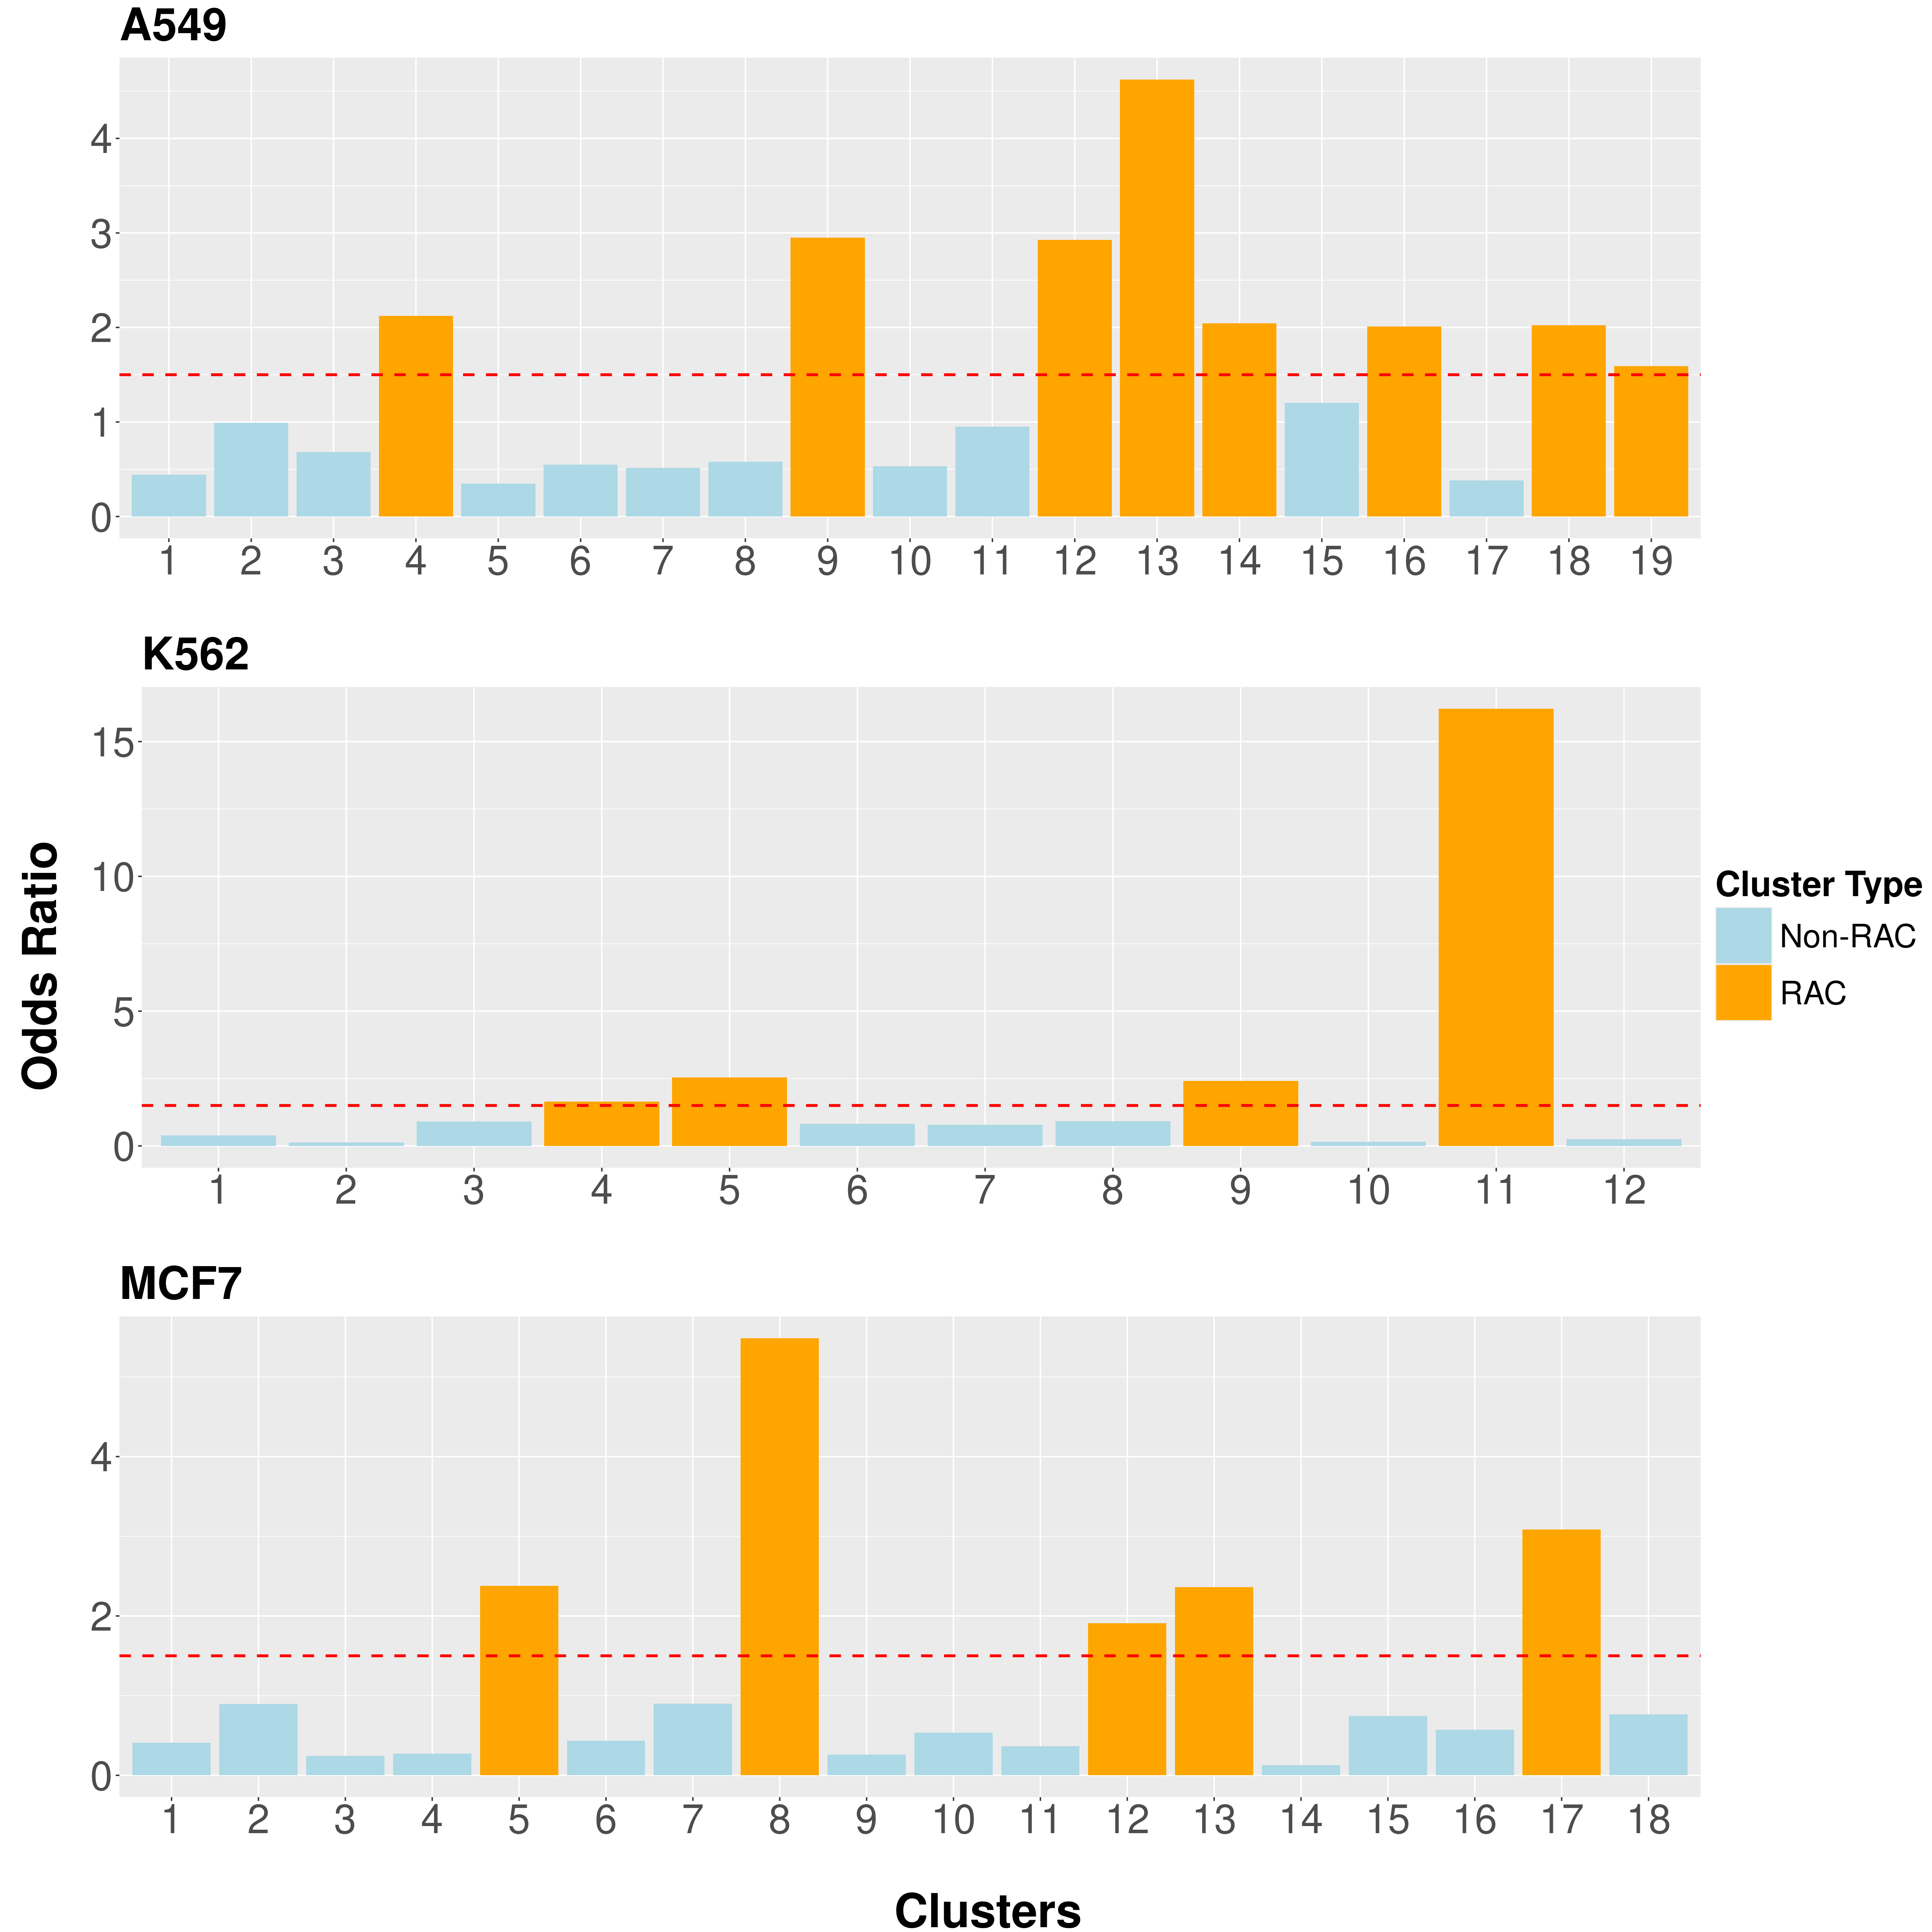 A549
4
3
2
1
0
1 2 3 4 5 6 7 8 9 10 11 12 13 14 15 16 17 18 19
K562
15
10
5
0
1 2 3 4 5 6 7 8 9 10 11 12
Odds Ratio
Cluster Type
Non-RAC
RAC
MCF7
4
2
0
1 2 3 4 5 6 7 8 9 10 11 12 13 14 15 16 17 18
Clusters